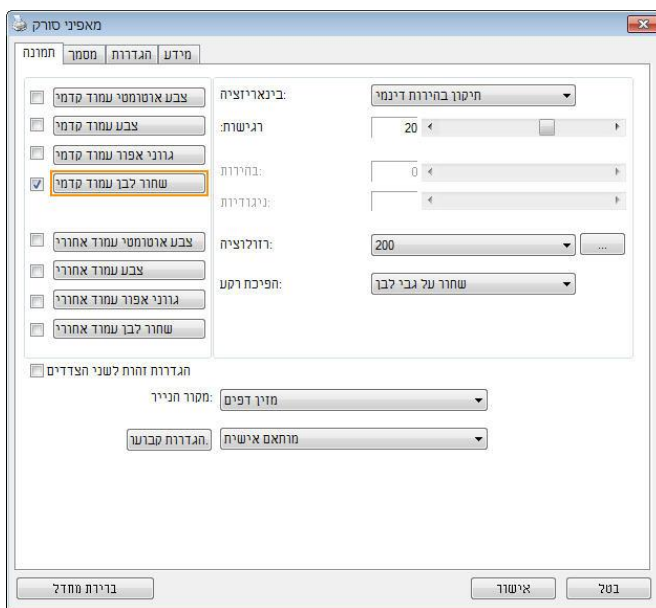 מאפיני סורק
תמונה
מסמך
הגדרות
מידע
צבע אוטומטי עמוד קדמי
צבע עמוד קדמי
גווני אפור עמוד קדמי
שחור לבן עמוד קדמי
צבע אוטומטי עמוד אחורי
צבע עמוד אחורי
גווני אפור עמוד אחורי
שחור לבן עמוד אחורי
בינאריזציה:
תיקון בהירות דינמי
רגישות:
20
בהירות:
0
ניגודיות:
רזולוציה:
200
...
הפיכת רקע:
שחור על גבי לבן
הגדרות זהות לשני הצדדים
מקור הנייר:
מזין דפים
הגדרות קבועו.
מותאם אישית
ברירת מחדל
אישור
בטל